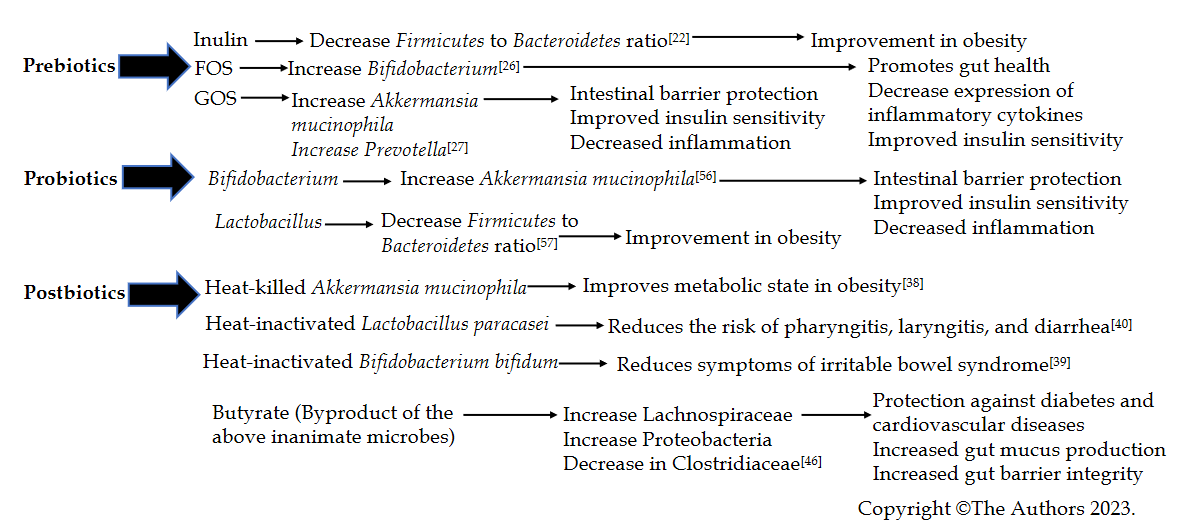 Prebiotics
Inulin
Decrease Firmicutes to Bacteroidetes ratio[22]
Improvement in obesity
FOS
Increase Bifidobacterium[26]
Promotes gut health
Decrease expression of
inflammatory cytokines
Improved insulin sensitivity
GOS
Increase Akkermansia
mucinophila
Increase Prevotella[27]
Intestinal barrier protection
Improved insulin sensitivity
Decreased inflammation
Probiotics
Bifidobacterium
Increase Akkermansia mucinophila[56]
Intestinal barrier protection
Improved insulin sensitivity
Decreased inflammation
Lactobacillus
Decrease Firmicutes to
Bacteroidetes ratio[57]
Improvement in obesity
Postbiotics
Heat-killed Akkermansia mucinophila
Improves metabolic state in obesity[38]
Heat-inactivated Lactobacillus paracasei
Reduces the risk of pharyngitis, laryngitis, and diarrhea[40]
Heat-inactivated Bifidobacterium bifidum
Reduces symptoms of irritable bowel syndrome[39]
Butyrate (Byproduct of the
above inanimate microbes)
Increase Lachnospiraceae
Increase Proteobacteria
Decrease in Clostridiaceae[46]
Protection against diabetes and
cardiovascular diseases
Increased gut mucus production
Increased gut barrier integrity
Copyright ©The Authors 2023.